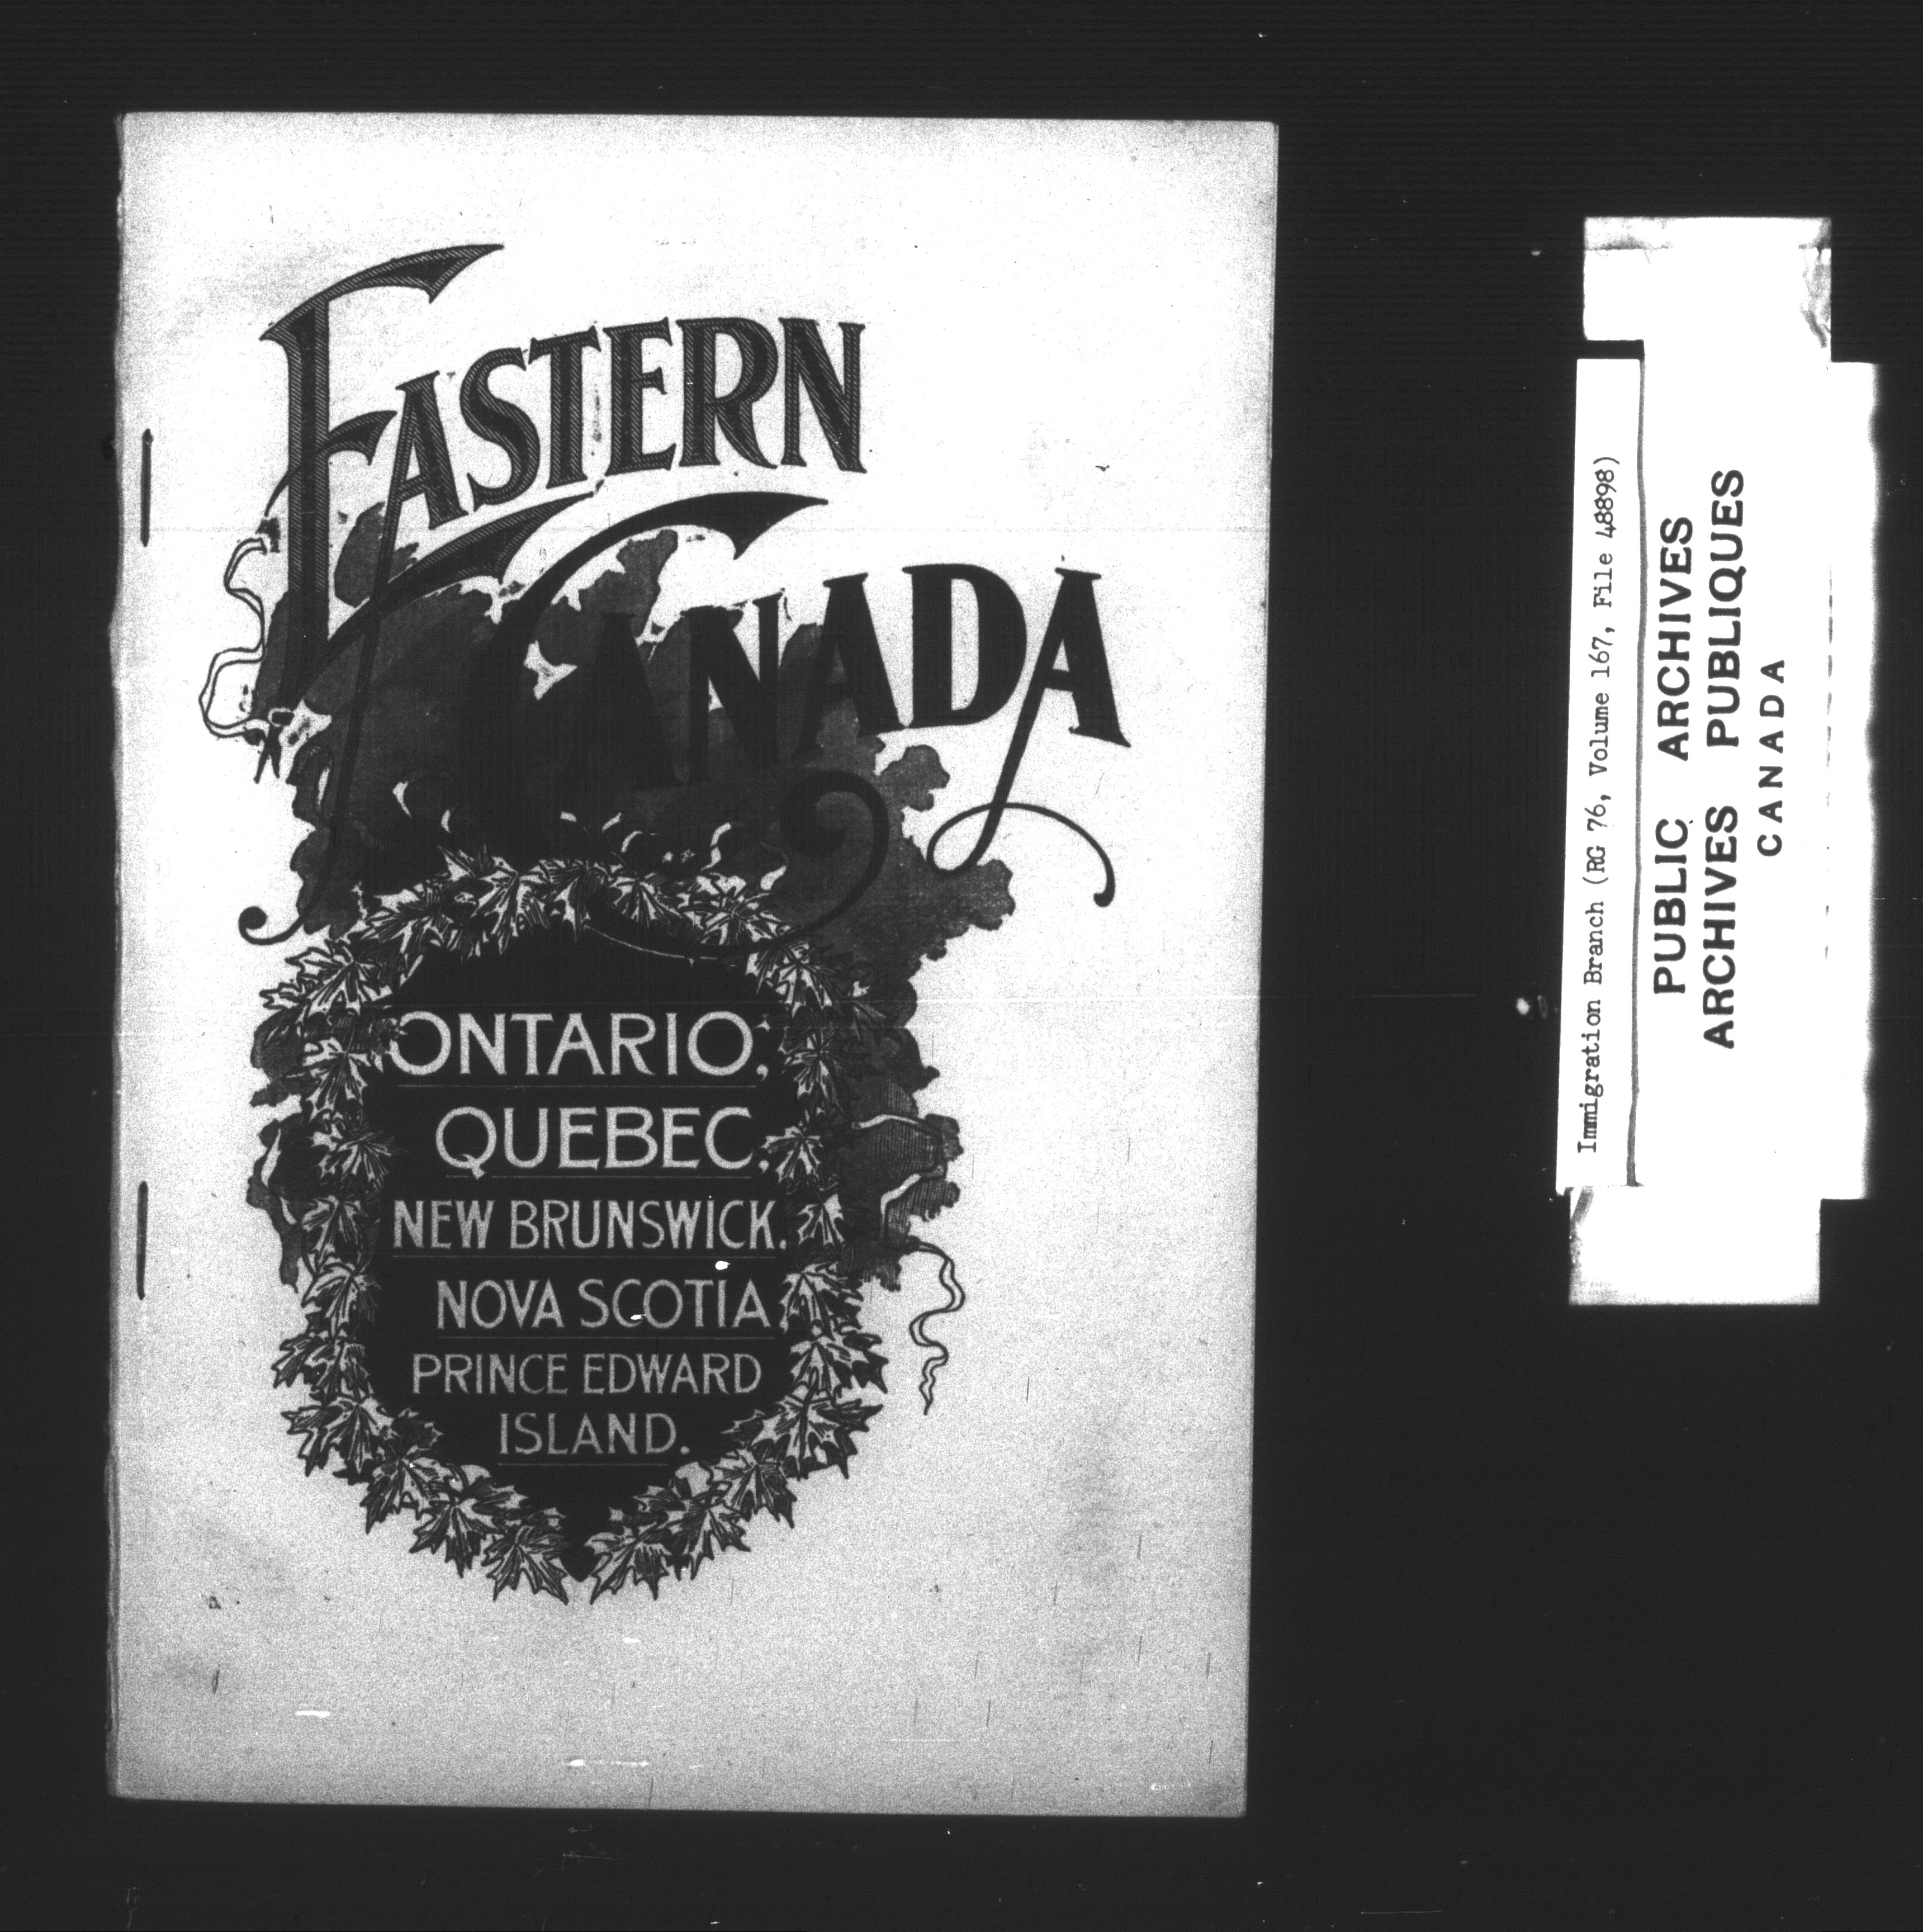 EASTERN
CANADA
ONTARIO,
QUEBEC,
NEW BRUNSWICK.
NOVA SCOTIA
PRINCE EDWARD
ISLAND.
Immigration Branch (RG 76, Volume 167, File 48898)
PUBLIC ARCHIVES
ARCHIVES PUBLIQUES
CANADA